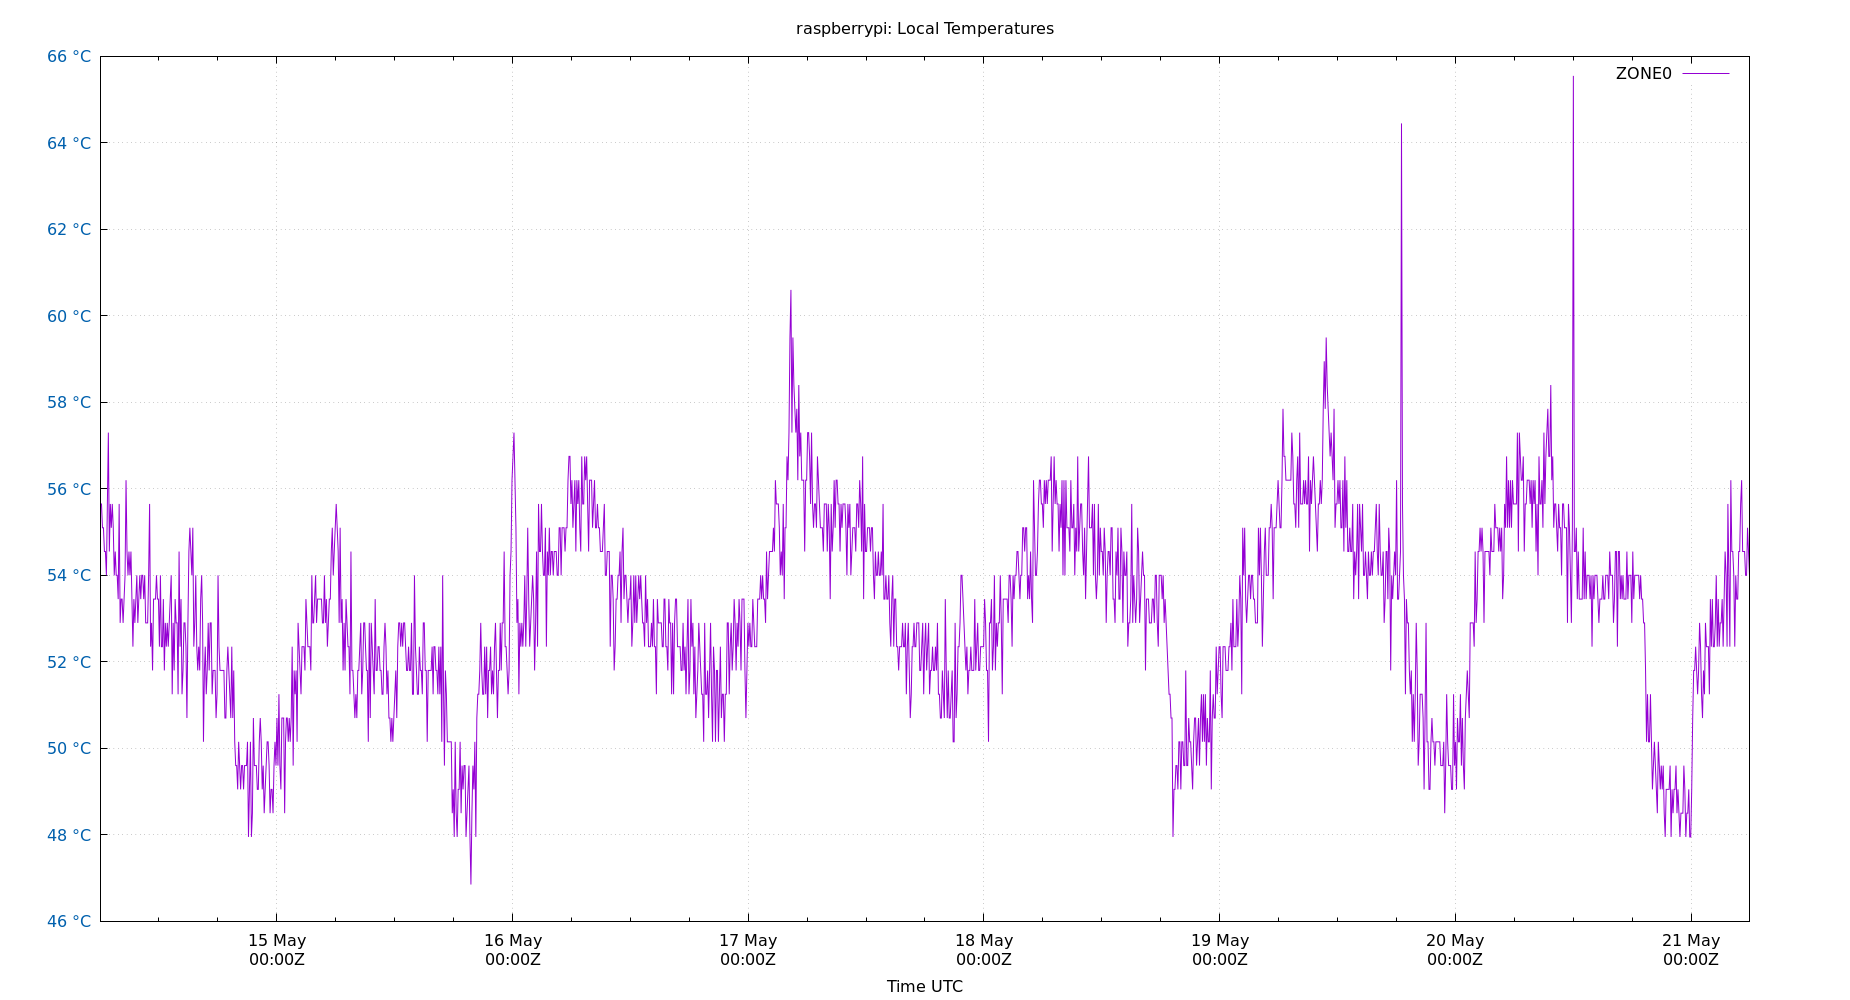 raspberrypi: Local Temperatures
66 °C
ZONE0
64 °C
62 °C
60 °C
58 °C
56 °C
54 °C
52 °C
50 °C
48 °C
46 °C
15 May 16 May 17 May 18 May 19 May 20 May 21 May
00:00Z 00:00Z 00:00Z 00:00Z 00:00Z 00:00Z 00:00Z
Time UTC